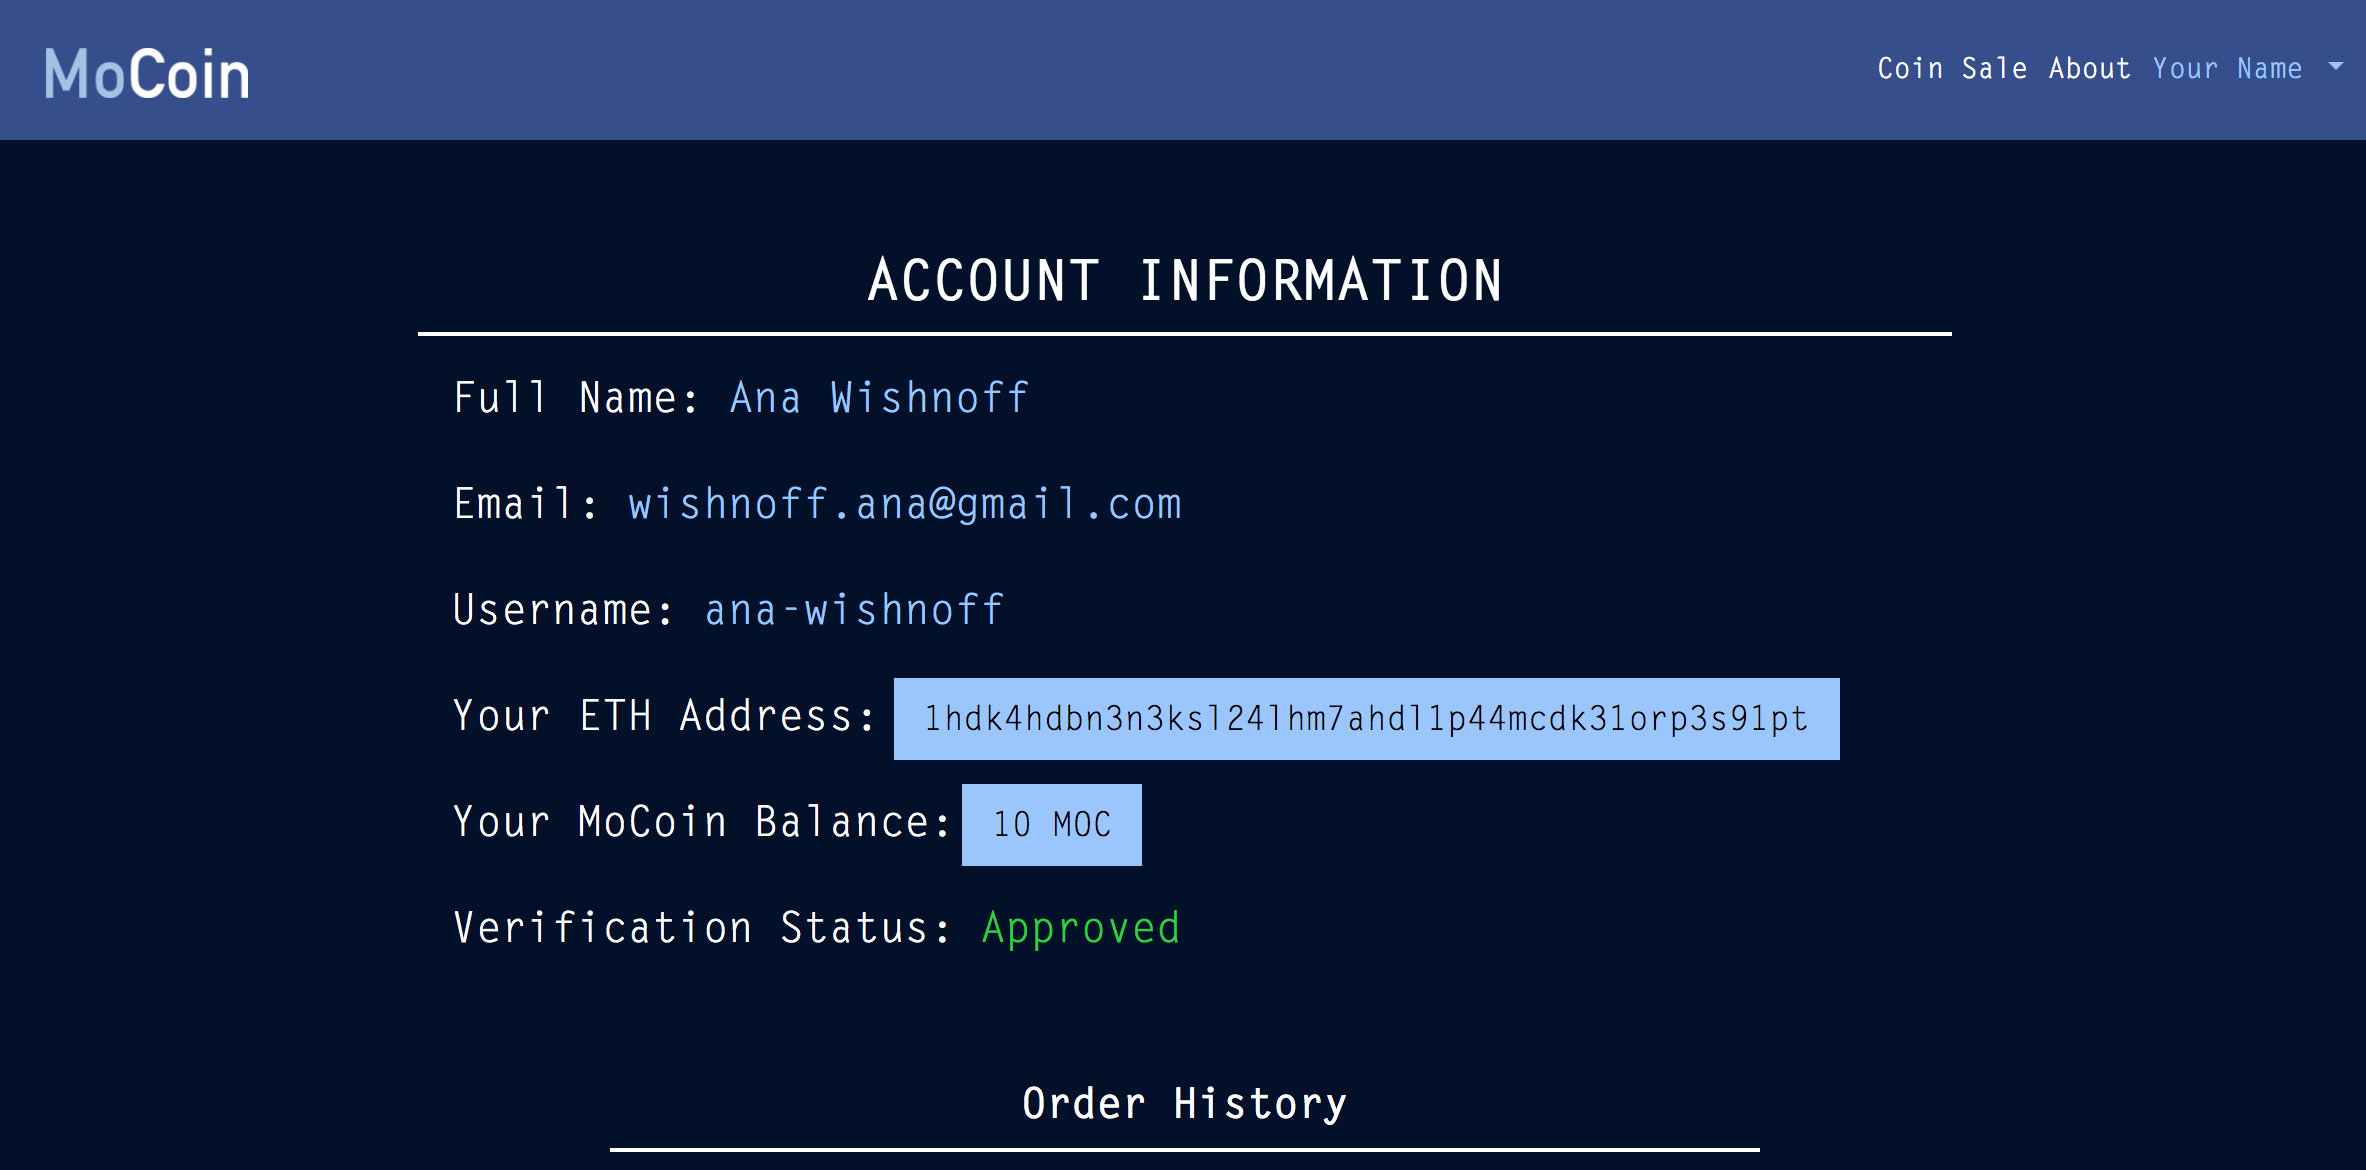 MoCoin
Coin Sale About Your Name
ACCOUNT INFORMATION
Full Name: Ana Wishnoff
Email: wishnoff.ana@gmail.com
Username: ana-wishnoff
Your ETH Address: 1hdk4hdbn3n3ksl24lhm7ahdl1p44mcdk31orp3s91pt
Your MoCoin Balance: 10 MOC
Verification Status: Approved
Order History